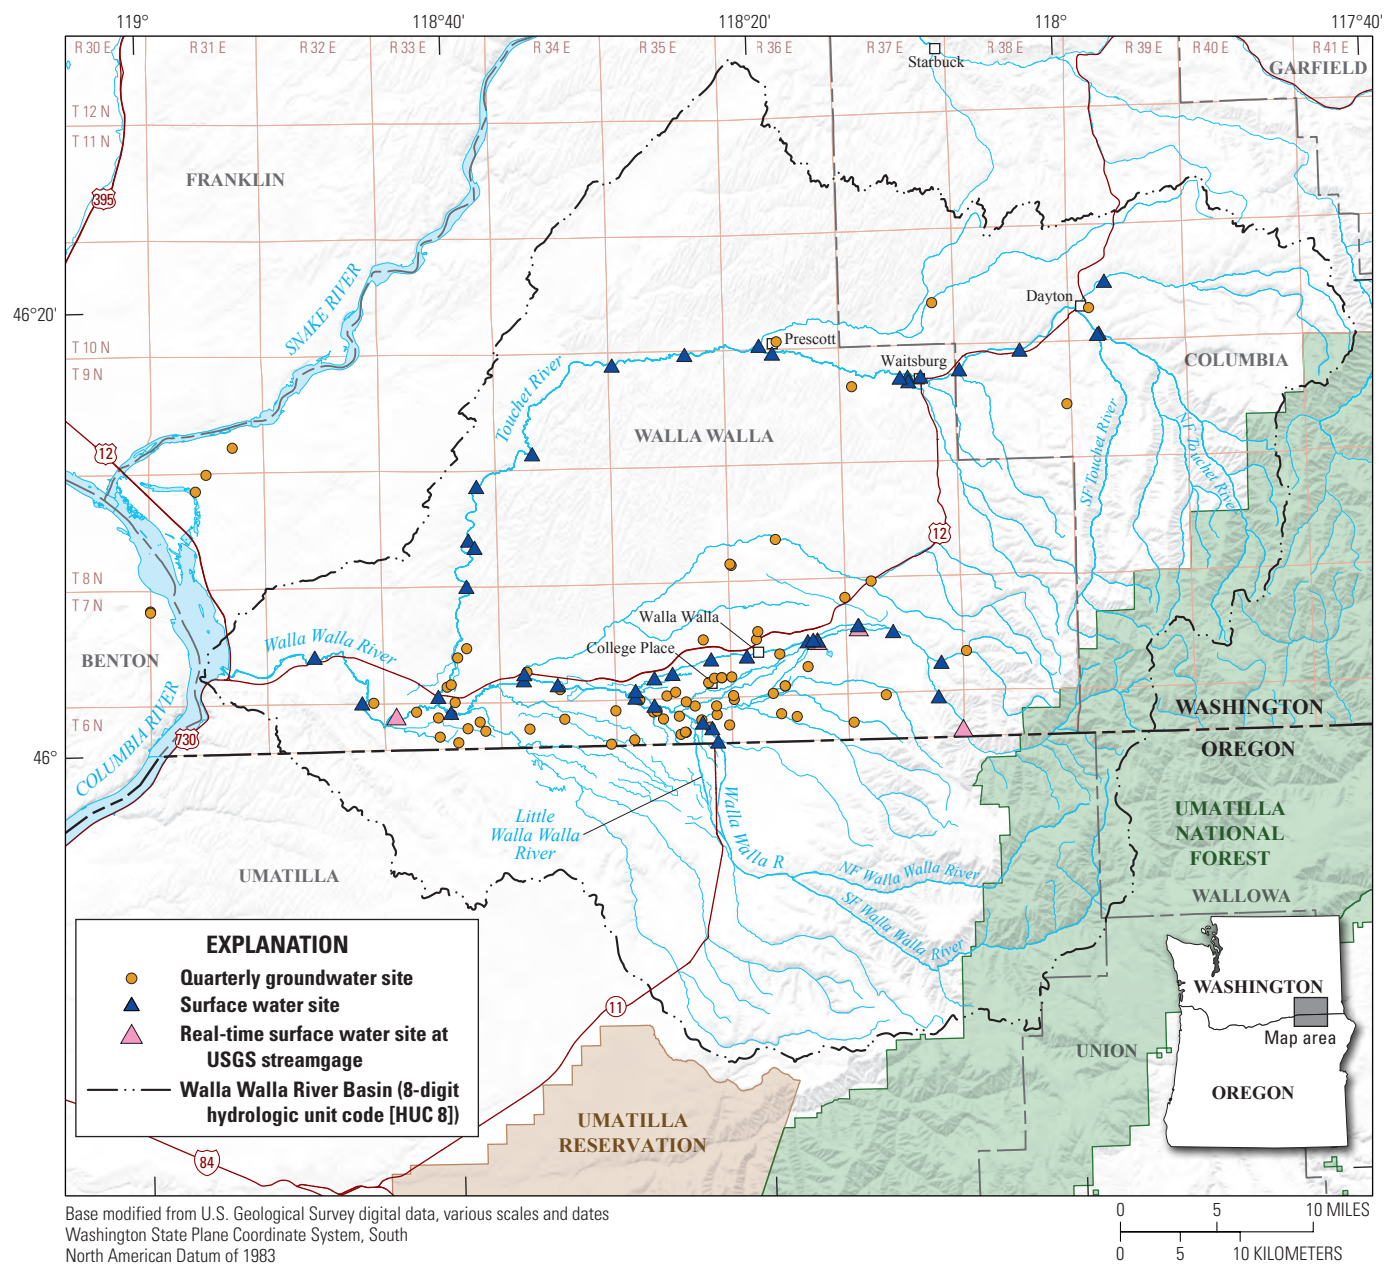 119°
118°40'
118°20'
118°
117°40'
R 30 E
R 31 E
R 32 E
R 33 E
R 34 E
R 35 E
R 36 E
R 37 E
R 38 E
R 39 E
R 40 E
R 41 E
Starbuck
GARFIELD
T 12 N
T 11 N
FRANKLIN
395
SNAKE RIVER
46°20'
Dayton
T 10 N
T 9 N
Prescott
Waitsburg
COLUMBIA
Touchet River
WALLA WALLA
SF Touchet River
NF Touchet River
12
12
T 8 N
T 7 N
Walla Walla
College Place
Walla Walla River
BENTON
COLUMBIA RIVER
T 6 N
730
46°
WASHINGTON
OREGON
Little
Walla Walla
River
Walla Walla R
UMATILLA
NATIONAL
FOREST
NF Walla Walla River
SF Walla Walla River
UMATILLA
WALLOWA
EXPLANATION
Quarterly groundwater site
Surface water site
Real-time surface water site at
USGS streamgage
Walla Walla River Basin (8-digit
hydrologic unit code [HUC 8])
11
84
UMATILLA
RESERVATION
UNION
WASHINGTON
Map area
OREGON
Base modified from U.S. Geological Survey digital data, various scales and dates
Washington State Plane Coordinate System, South
North American Datum of 1983
0 5 10 MILES
0 5 10 KILOMETERS